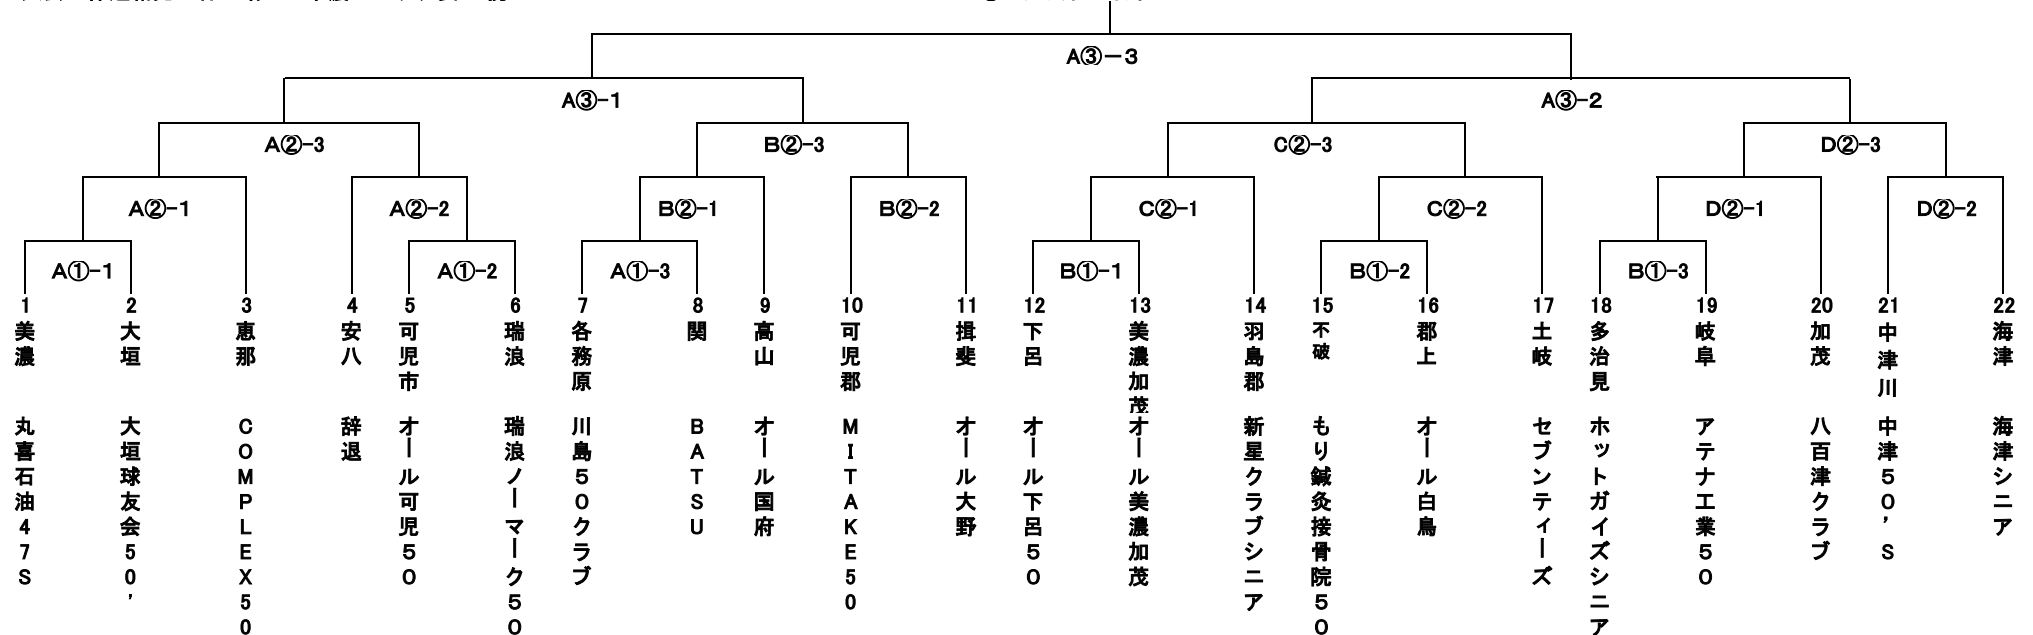 A③－3
A③-1
A③-2
A②-3
B②-3
C②-3
D②-3
A②-1
A②-2
B②-1
B②-2
C②-1
C②-2
D②-1
D②-2
A①-1
A①-2
A①-3
B①-1
B①-2
B①-3
1 美濃 丸喜石油47S
2 大垣 大垣球友会50'
3 恵那 COMPLEX50
4 安八 辞退
5 可児市 オール可児50
6 瑞浪 瑞浪ノーマーク50
7 各務原 川島50クラブ
8 関 BATSU
9 高山 オール国府
10 可児郡 MITAKE50
11 揖斐 オール大野
12 下呂 オール下呂50
13 美濃加茂 オール美濃加茂
14 羽島郡 新星クラブシニア
15 不破 もり鍼灸接骨院50
16 郡上 オール白鳥
17 土岐 セブンティーズ
18 多治見 ホットガイズシニア
19 岐阜 アテナ工業50
20 加茂 八百津クラブ
21 中津川 中津50'S
22 海津 海津シニア